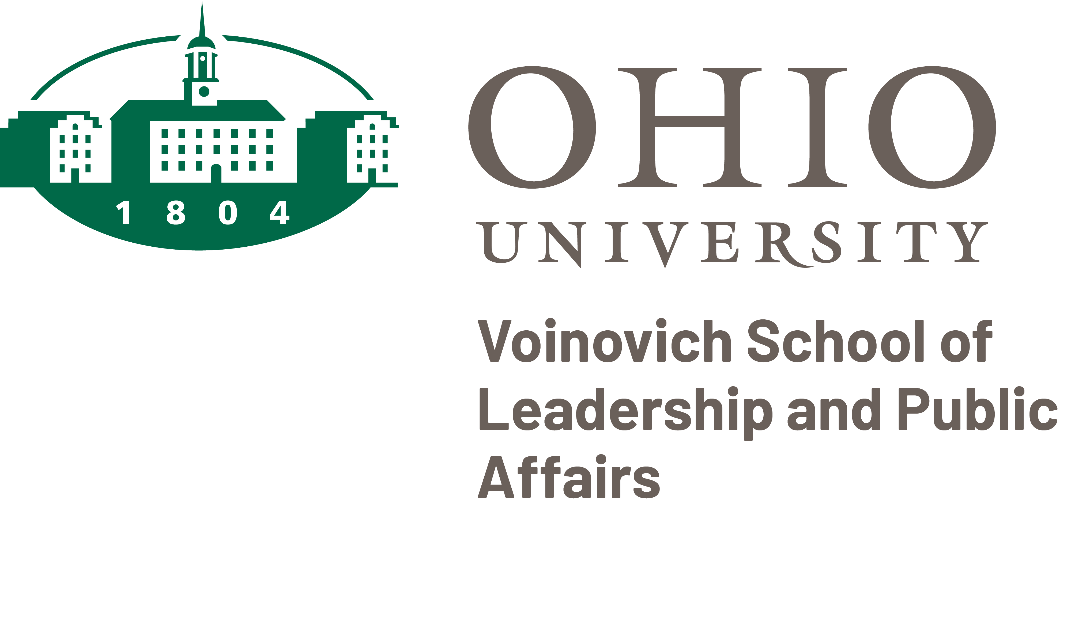 1804
OHIO
UNIVERSITY
Voinovich School of
Leadership and Public
Affairs